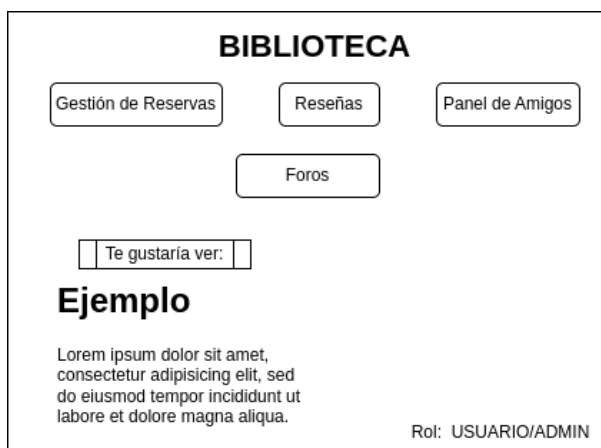 BIBLIOTECA
Gestión de Reservas
Reseñas
Panel de Amigos
Foros
Te gustaría ver:
Ejemplo
Lorem ipsum dolor sit amet,
consectetur adipisicing elit, sed
do eiusmod tempor incididunt ut
labore et dolore magna aliqua.
Rol: USUARIO/ADMIN